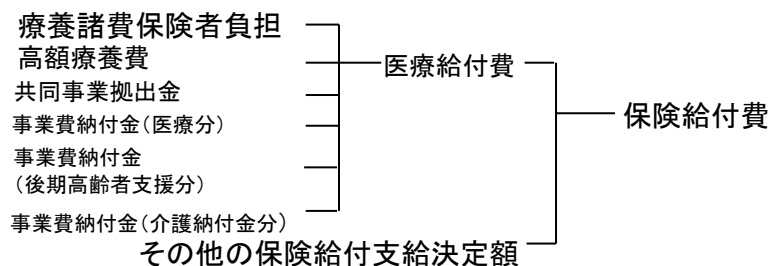 療養諸費保険者負担
高額療養費
共同事業拠出金
事業費納付金（医療分）
事業費納付金
（後期高齢者支援分）
事業費納付金（介護納付金分）
その他の保険給付支給決定額
医療給付費
保険給付費